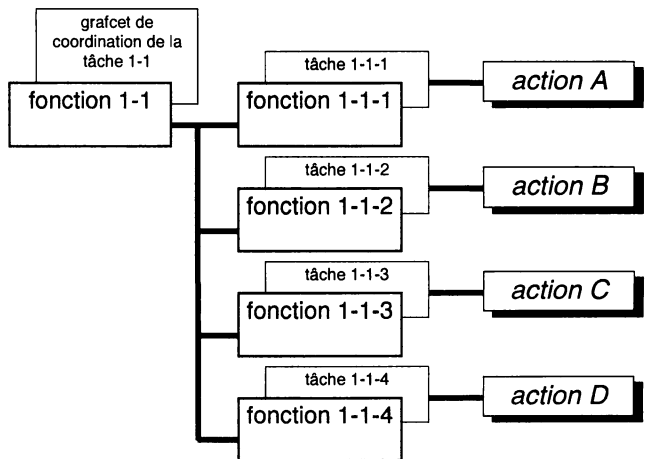 grafcet de
coordination de la
tâche 1-1
fonction 1-1
tâche 1-1-1
fonction 1-1-1
action A
tâche 1-1-2
fonction 1-1-2
action B
tâche 1-1-3
fonction 1-1-3
action C
tâche 1-1-4
fonction 1-1-4
action D